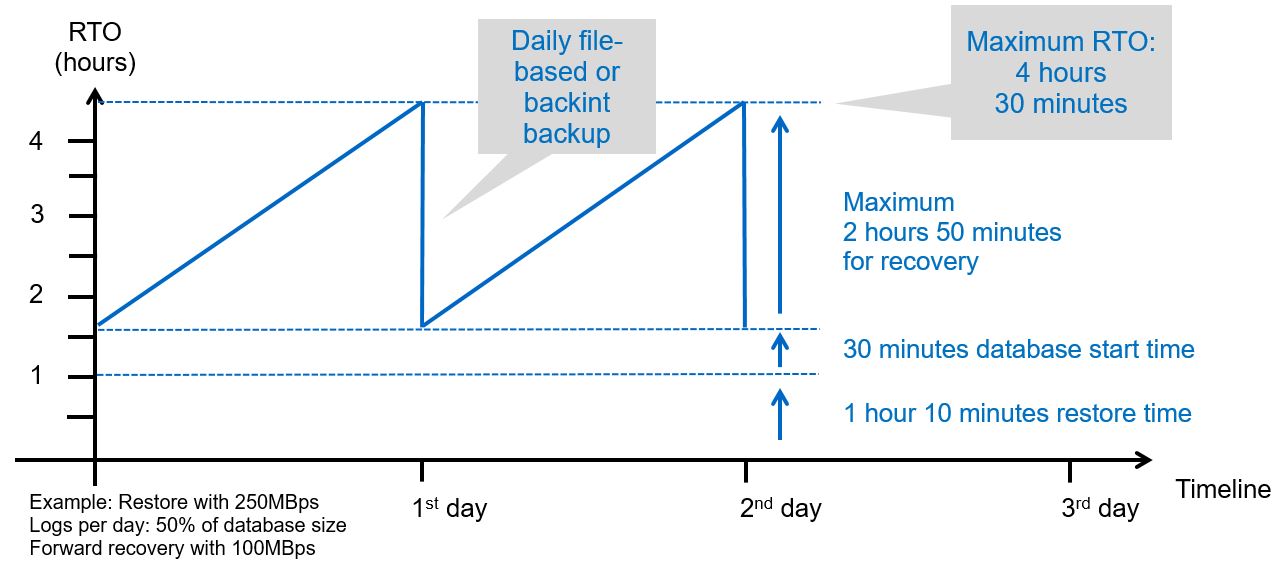 RTO
(hours)
Daily file-
based or
backint
backup
Maximum RTO:
4 hours
30 minutes
4
3
2
1
Maximum
2 hours 50 minutes
for recovery
30 minutes database start time
1 hour 10 minutes restore time
1st day
2nd day
3rd day
Timeline
Example: Restore with 250MBps
Logs per day: 50% of database size
Forward recovery with 100MBps